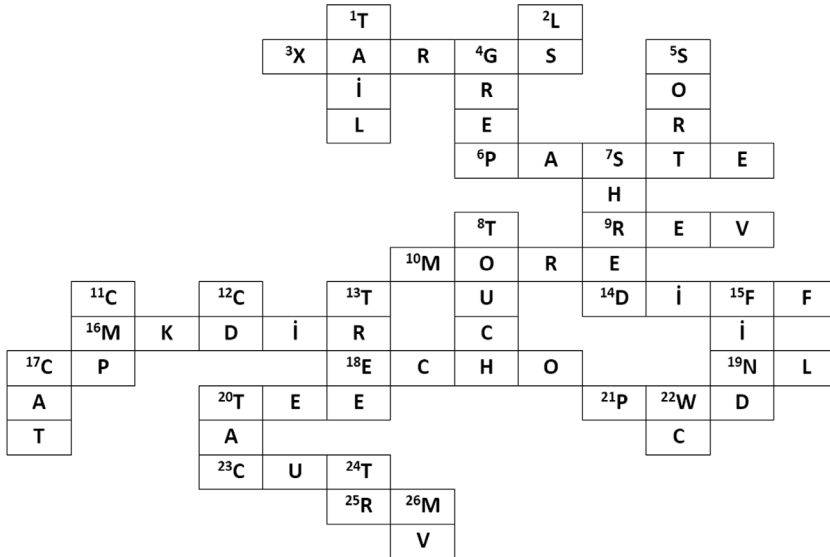 ¹T ²L
³X A R ⁴G S ⁵S
İ R O
L E R
⁶P A ⁷S T E
H
⁸T ⁹R E V
¹⁰M O R E
¹¹C ¹²C ¹³T U ¹⁴D İ ¹⁵F F
¹⁶M K D İ R C İ
¹⁷C P ¹⁸E C H O ¹⁹N L
A ²⁰T E E ²¹P ²²W D
T A C
²³C U ²⁴T
²⁵R ²⁶M
V